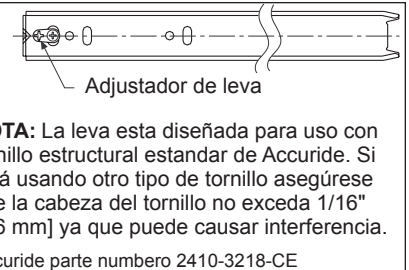 Adjustador de leva
OTA: La leva esta diseñada para uso con
nillo estructural estandar de Accuride. Si
á usando otro tipo de tornillo asegúrese
e la cabeza del tornillo no exceda 1/16"
6 mm] ya que puede causar interferencia.
curide parte numbero 2410-3218-CE